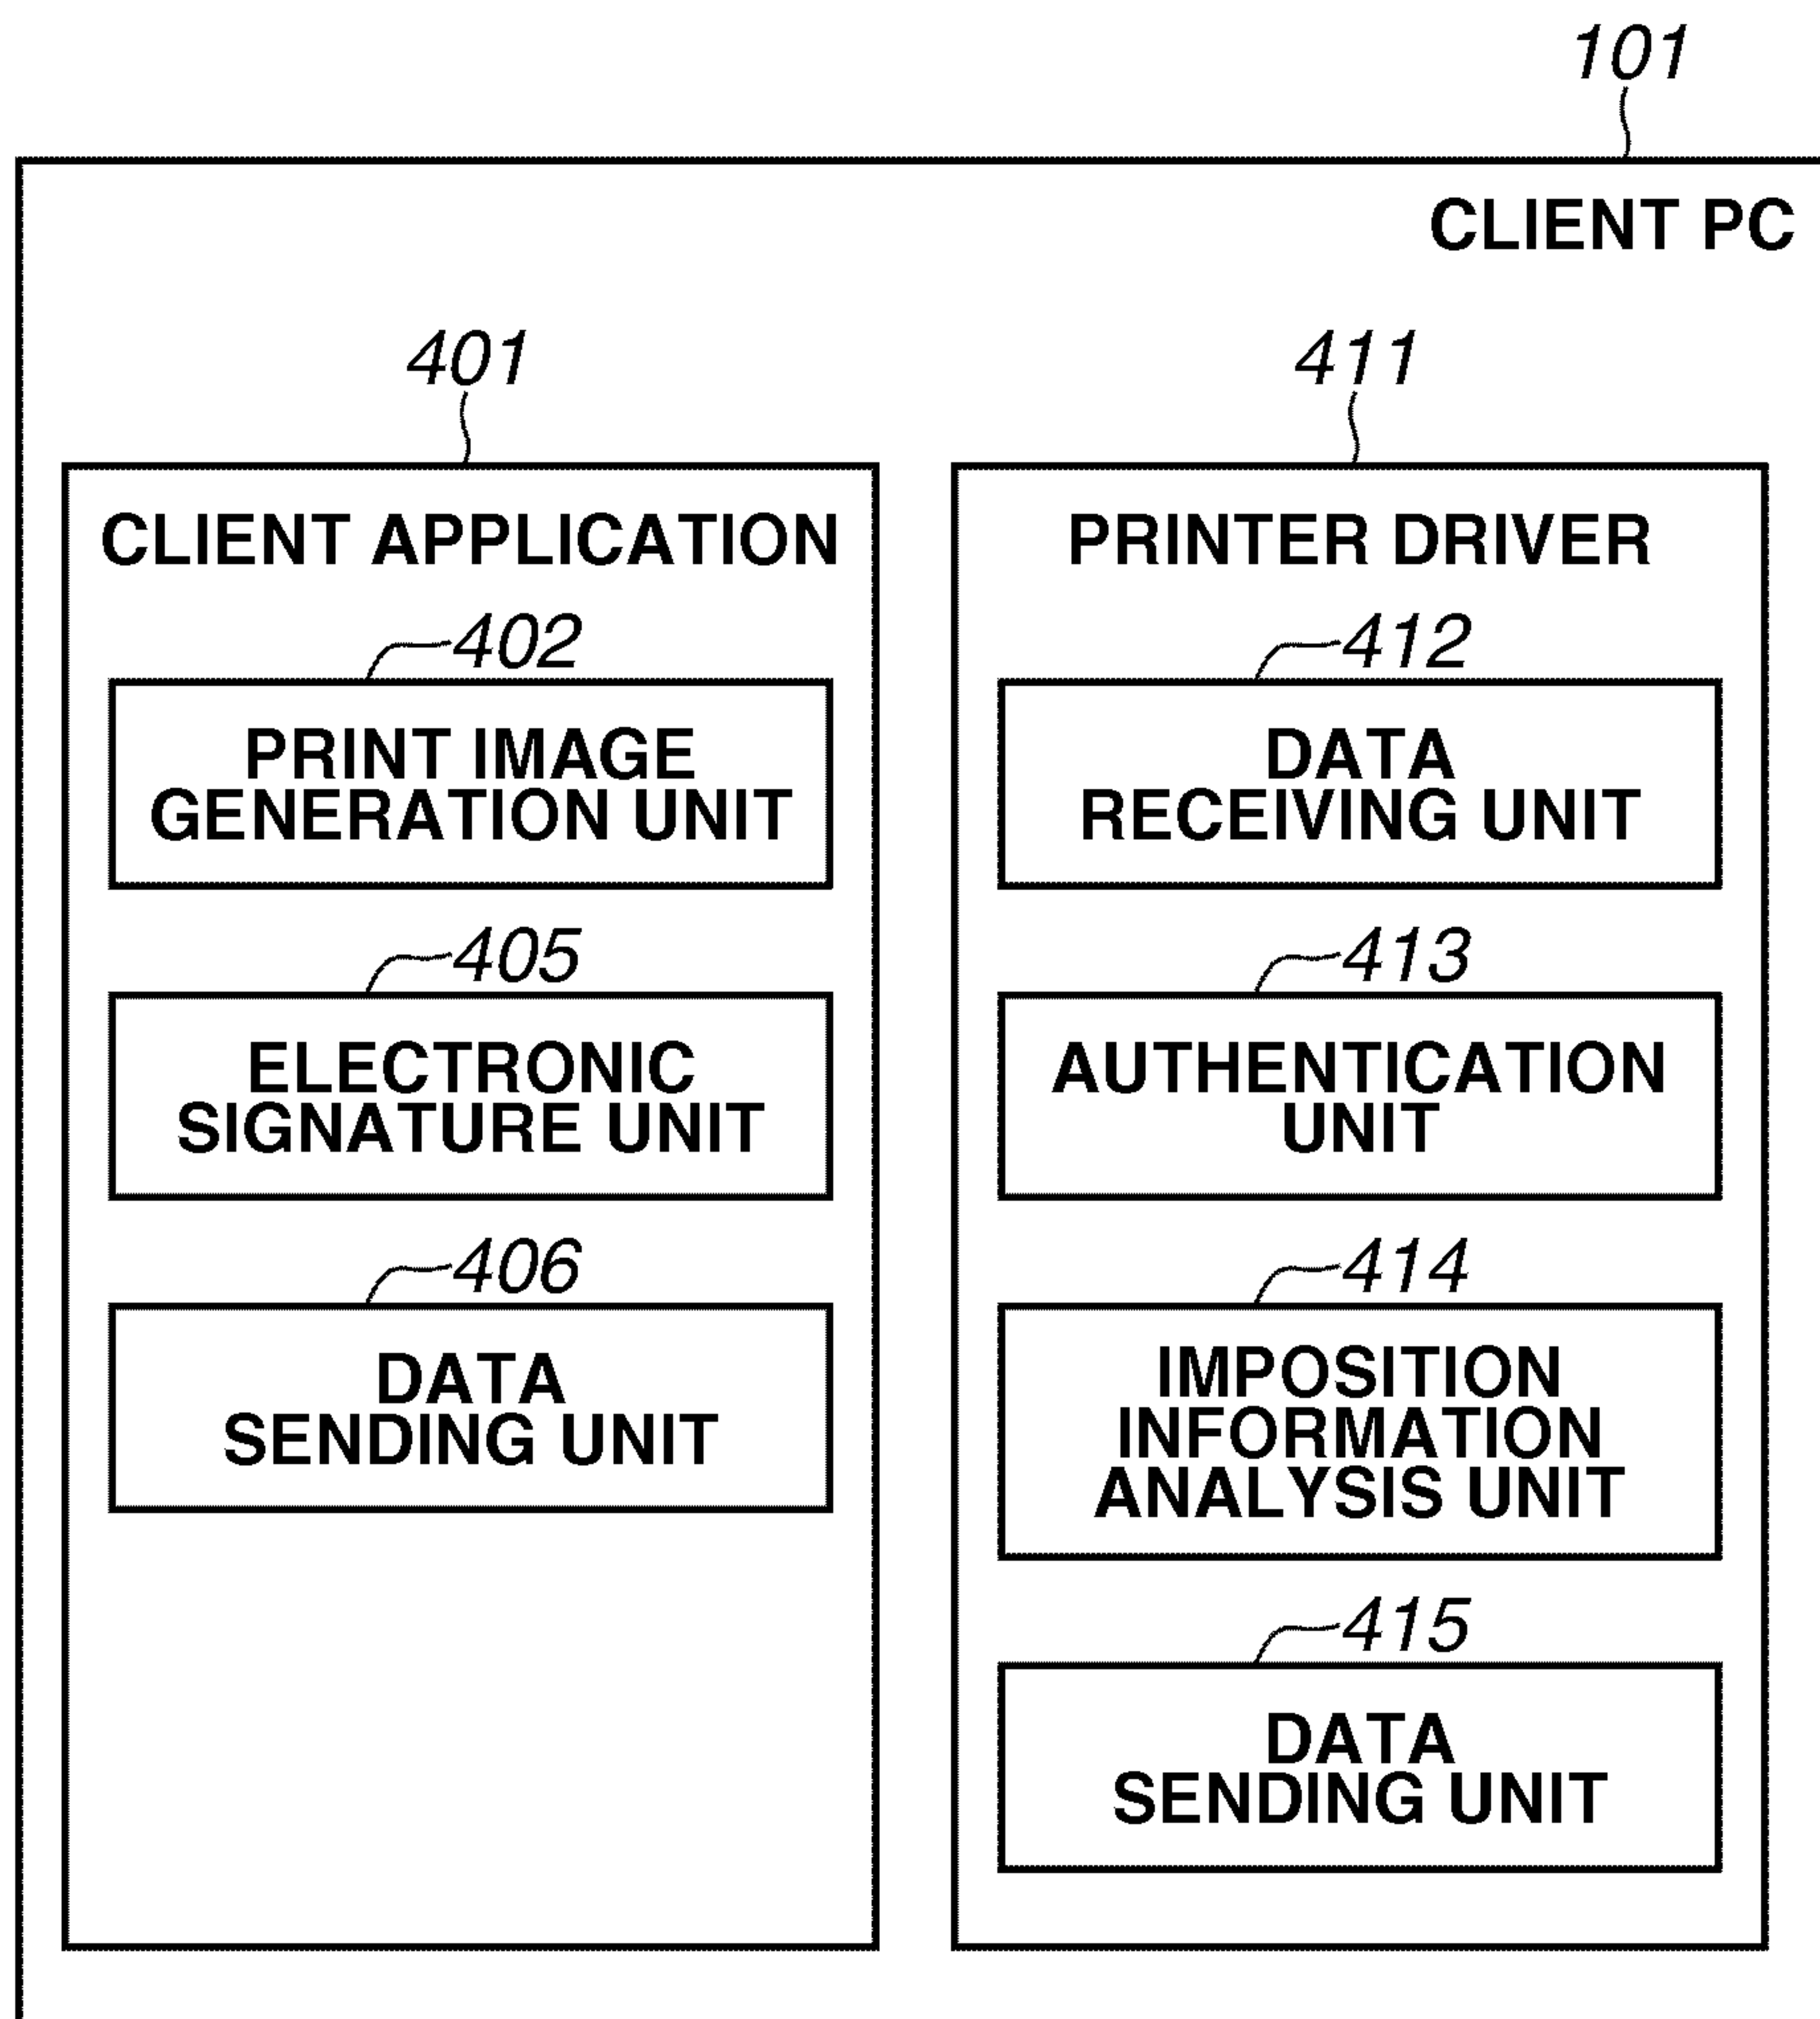 101
CLIENT PC
401
CLIENT APPLICATION
402
PRINT IMAGE
GENERATION UNIT
405
ELECTRONIC
SIGNATURE UNIT
406
DATA
SENDING UNIT
411
PRINTER DRIVER
412
DATA
RECEIVING UNIT
413
AUTHENTICATION
UNIT
414
IMPOSITION
INFORMATION
ANALYSIS UNIT
415
DATA
SENDING UNIT